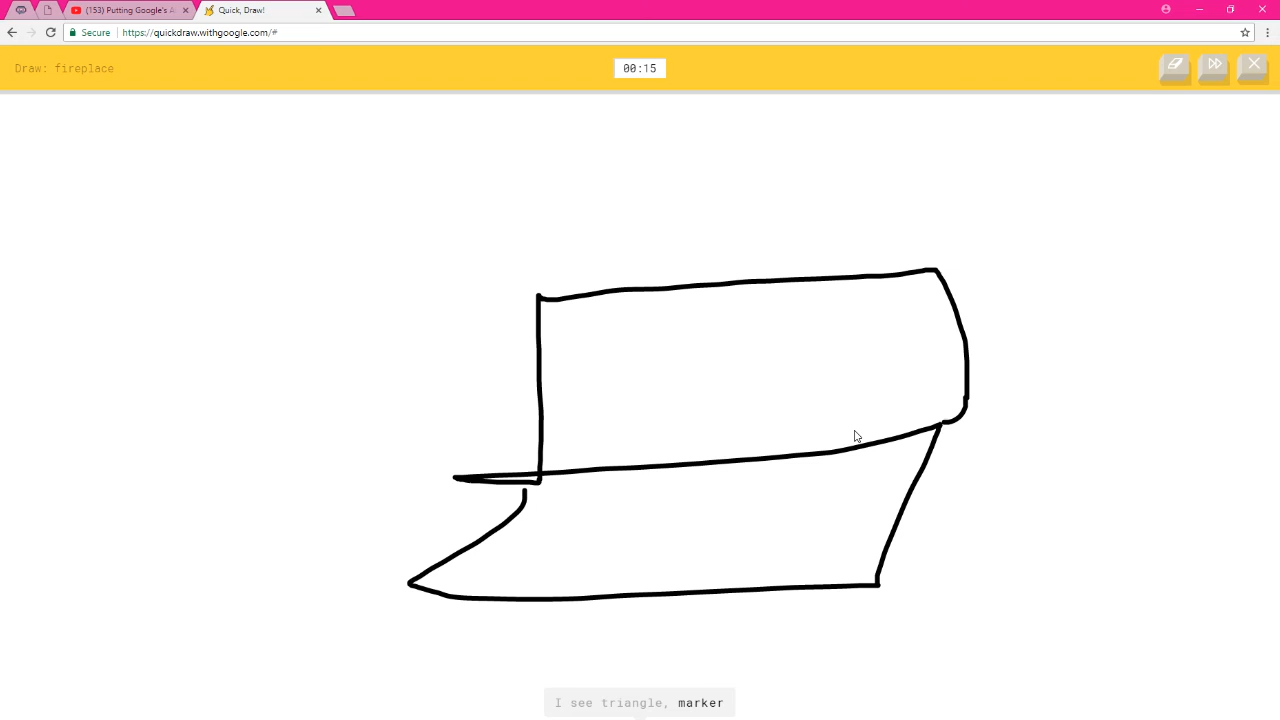 (153) Putting Google's A
Quick, Draw!
Secure
https://quickdraw.withgoogle.com/#
Draw: fireplace
00:15
I see triangle, marker